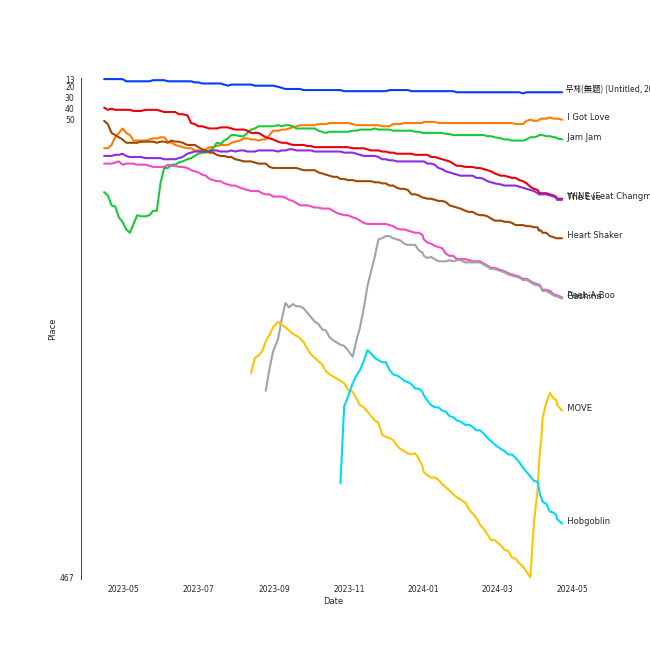 13
20
30
40
50
467
Place
2023-05
2023-07
2023-09
2023-11
2024-01
2024-03
2024-05
Date
무제(無題) (Untitled, 20
I Got Love
Jam Jam
WINE (Feat.Changm
The Eve
Heart Shaker
Peek-A-Boo
Gashina
MOVE
Hobgoblin